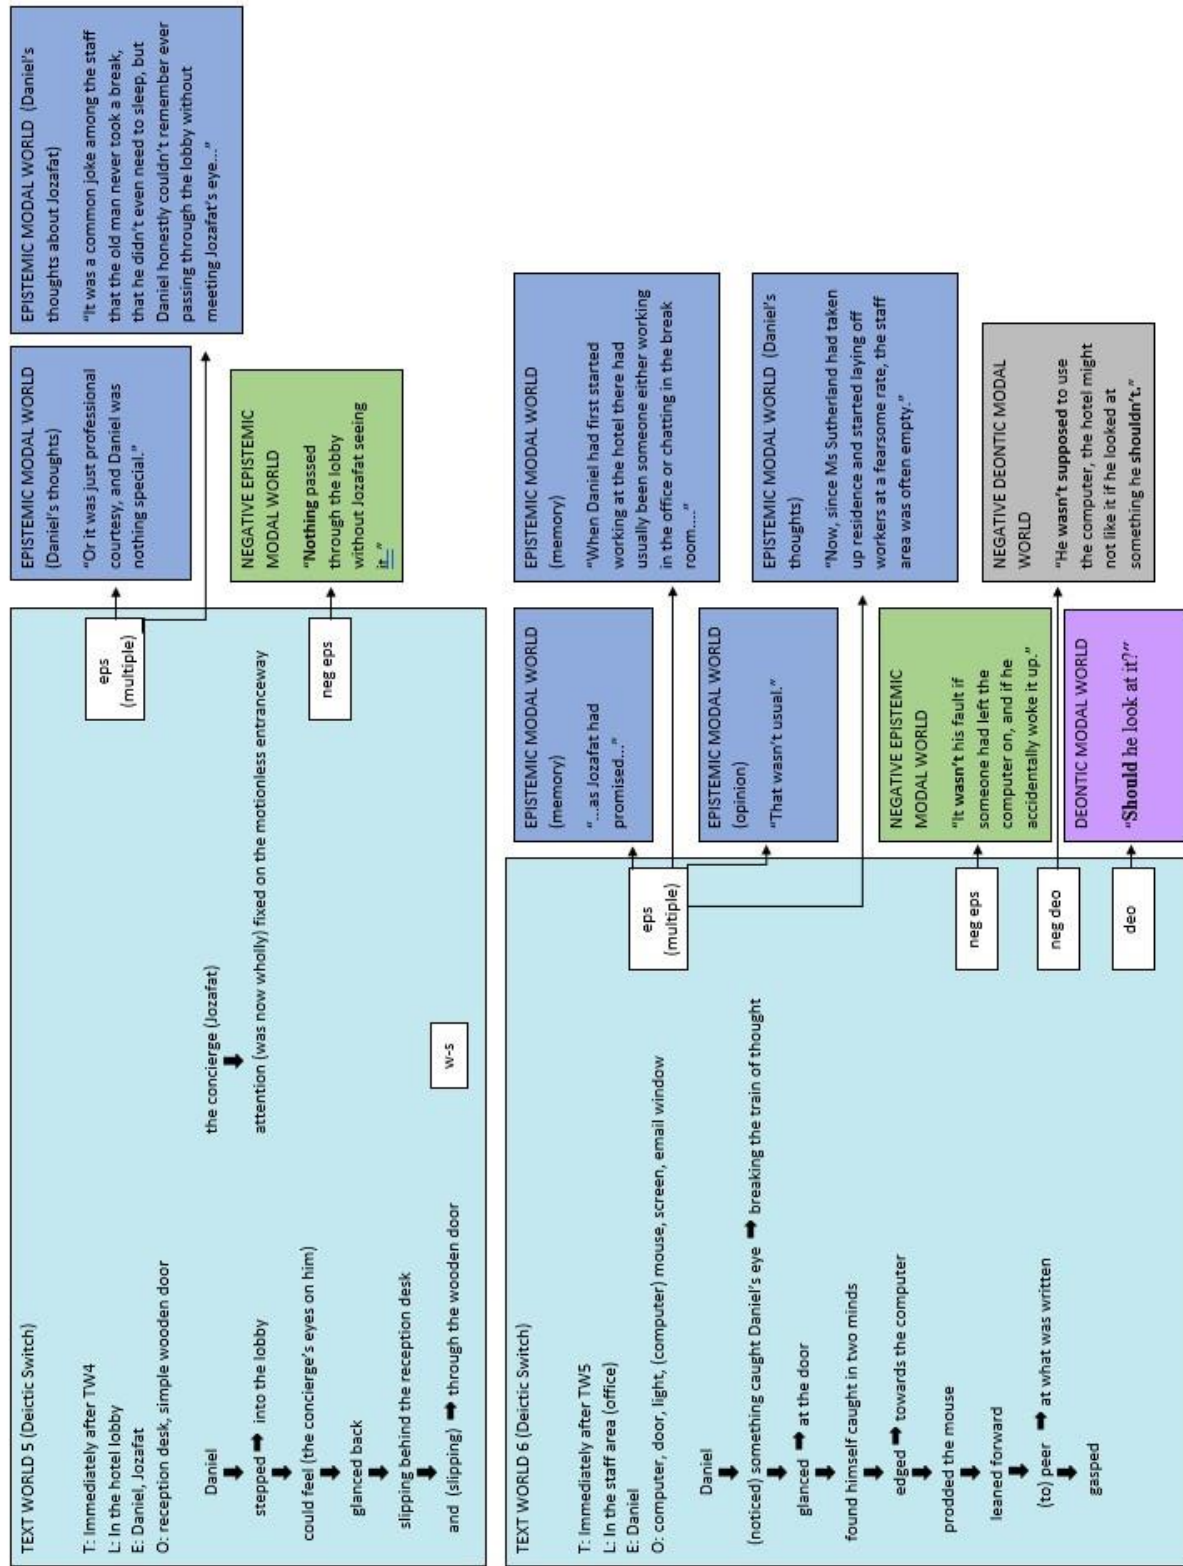 TEXT WORLD 5 (Deictic Switch)
T: Immediately after TW4
L: In the hotel lobby
E: Daniel, Jozafat
O: reception desk, simple wooden door
Daniel
stepped ➡ into the lobby
could feel (the concierge's eyes on him)
glanced back
slipping behind the reception desk
and (slipping) ➡ through the wooden door
the concierge (Jozafat)
attention (was now wholly) fixed on the motionless entranceway
w-s
eps
(multiple)
neg eps
EPISTEMIC MODAL WORLD
(Daniel's thoughts)
"Or it was just professional
courtesy, and Daniel was
nothing special."
EPISTEMIC MODAL WORLD (Daniel's
thoughts about Jozafat)
"It was a common joke among the staff
that the old man never took a break,
that he didn't even need to sleep, but
Daniel honestly couldn't remember ever
passing through the lobby without
meeting Jozafat's eye..."
NEGATIVE EPISTEMIC
MODAL WORLD
"Nothing passed
through the lobby
without Jozafat seeing
it…"
TEXT WORLD 6 (Deictic Switch)
T: Immediately after TW5
L: In the staff area (office)
E: Daniel
O: computer, door, light, (computer) mouse, screen, email window
Daniel
(noticed) something caught Daniel's eye ➡ breaking the train of thought
glanced ➡ at the door
found himself caught in two minds
edged ➡ towards the computer
prodded the mouse
leaned forward
(to) peer ➡ at what was written
gasped
eps
(multiple)
neg eps
neg deo
deo
EPISTEMIC MODAL WORLD
(memory)
"...as Jozafat had
promised..."
EPISTEMIC MODAL WORLD
(memory)
"When Daniel had first started
working at the hotel there had
usually been someone either working
in the office or chatting in the break
room...."
EPISTEMIC MODAL WORLD
(opinion)
"That wasn't usual."
EPISTEMIC MODAL WORLD (Daniel's
thoughts)
"Now, since Ms Sutherland had taken
up residence and started laying off
workers at a fearsome rate, the staff
area was often empty."
NEGATIVE EPISTEMIC
MODAL WORLD
"It wasn't his fault if
someone had left the
computer on, and if he
accidentally woke it up."
NEGATIVE DEONTIC MODAL
WORLD
"He wasn't supposed to use
the computer, the hotel might
not like it if he looked at
something he shouldn't."
DEONTIC MODAL WORLD
"Should he look at it?"